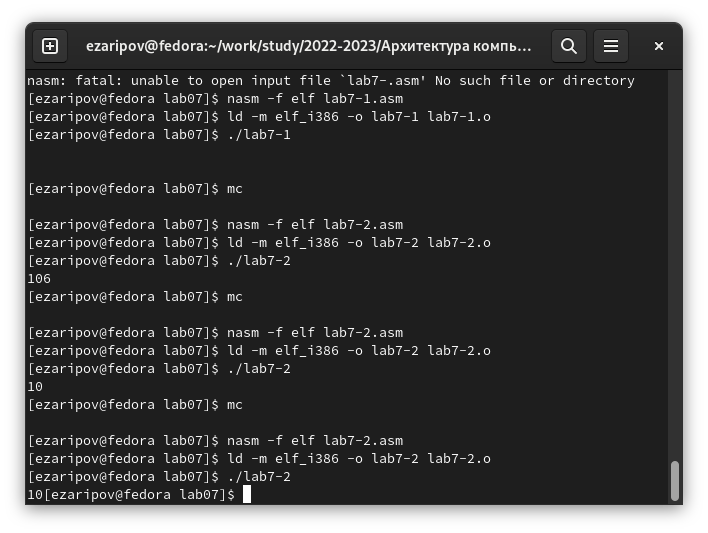 ezaripov@fedora:~/work/study/2022-2023/Архитектура компь...
nasm: fatal: unable to open input file `lab7-.asm' No such file or directory
[ezaripov@fedora lab07]$ nasm -f elf lab7-1.asm
[ezaripov@fedora lab07]$ ld -m elf_i386 -o lab7-1 lab7-1.o
[ezaripov@fedora lab07]$ ./lab7-1
[ezaripov@fedora lab07]$ mc
[ezaripov@fedora lab07]$ nasm -f elf lab7-2.asm
[ezaripov@fedora lab07]$ ld -m elf_i386 -o lab7-2 lab7-2.o
[ezaripov@fedora lab07]$ ./lab7-2
106
[ezaripov@fedora lab07]$ mc
[ezaripov@fedora lab07]$ nasm -f elf lab7-2.asm
[ezaripov@fedora lab07]$ ld -m elf_i386 -o lab7-2 lab7-2.o
[ezaripov@fedora lab07]$ ./lab7-2
10
[ezaripov@fedora lab07]$ mc
[ezaripov@fedora lab07]$ nasm -f elf lab7-2.asm
[ezaripov@fedora lab07]$ ld -m elf_i386 -o lab7-2 lab7-2.o
[ezaripov@fedora lab07]$ ./lab7-2
10[ezaripov@fedora lab07]$